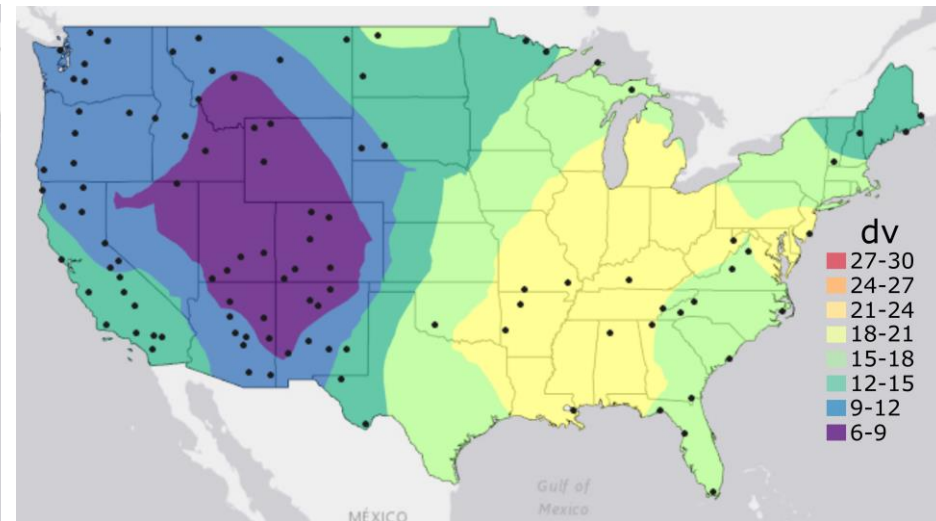 dv
27-30
24-27
21-24
18-21
15-18
12-15
9-12
6-9
Gulf of
Mexico
MÉXICO